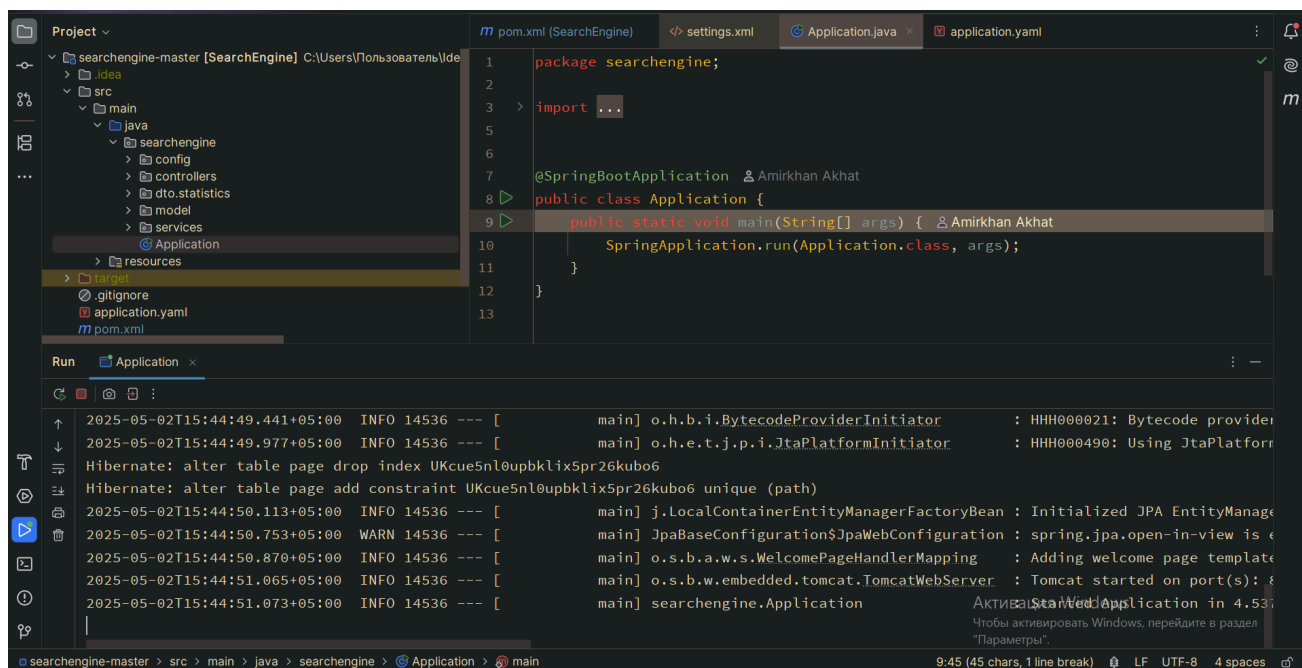 Project
searchengine-master [SearchEngine] C:\Users\Пользователь\Ide
.idea
src
main
java
searchengine
config
controllers
dto.statistics
model
services
Application
resources
target
.gitignore
application.yaml
pom.xml
pom.xml (SearchEngine) settings.xml Application.java application.yaml
1 package searchengine;
2
3 import ...
5
6
7 @SpringBootApplication Amirkhan Akhat
8 public class Application {
9 public static void main(String[] args) { Amirkhan Akhat
10 SpringApplication.run(Application.class, args);
11 }
12 }
13
Run Application
2025-05-02T15:44:49.441+05:00 INFO 14536 --- [ main] o.h.b.i.BytecodeProviderInitiator : HHH000021: Bytecode provider
2025-05-02T15:44:49.977+05:00 INFO 14536 --- [ main] o.h.e.t.j.p.i.JtaPlatformInitiator : HHH000490: Using JtaPlatform
Hibernate: alter table page drop index UKcue5nl0upbklix5pr26kubo6
Hibernate: alter table page add constraint UKcue5nl0upbklix5pr26kubo6 unique (path)
2025-05-02T15:44:50.113+05:00 INFO 14536 --- [ main] j.LocalContainerEntityManagerFactoryBean : Initialized JPA EntityManage
2025-05-02T15:44:50.753+05:00 WARN 14536 --- [ main] JpaBaseConfiguration$JpaWebConfiguration : spring.jpa.open-in-view is
2025-05-02T15:44:50.870+05:00 INFO 14536 --- [ main] o.s.b.a.w.s.WelcomePageHandlerMapping : Adding welcome page template
2025-05-02T15:44:51.065+05:00 INFO 14536 --- [ main] o.s.b.w.embedded.tomcat.TomcatWebServer : Tomcat started on port(s):
2025-05-02T15:44:51.073+05:00 INFO 14536 --- [ main] searchengine.Application : Started Application in 4.537
Активация Windows
Чтобы активировать Windows, перейдите в раздел
"Параметры".
searchengine-master > src > main > java > searchengine > Application > main 9:45 (45 chars, 1 line break) LF UTF-8 4 spaces